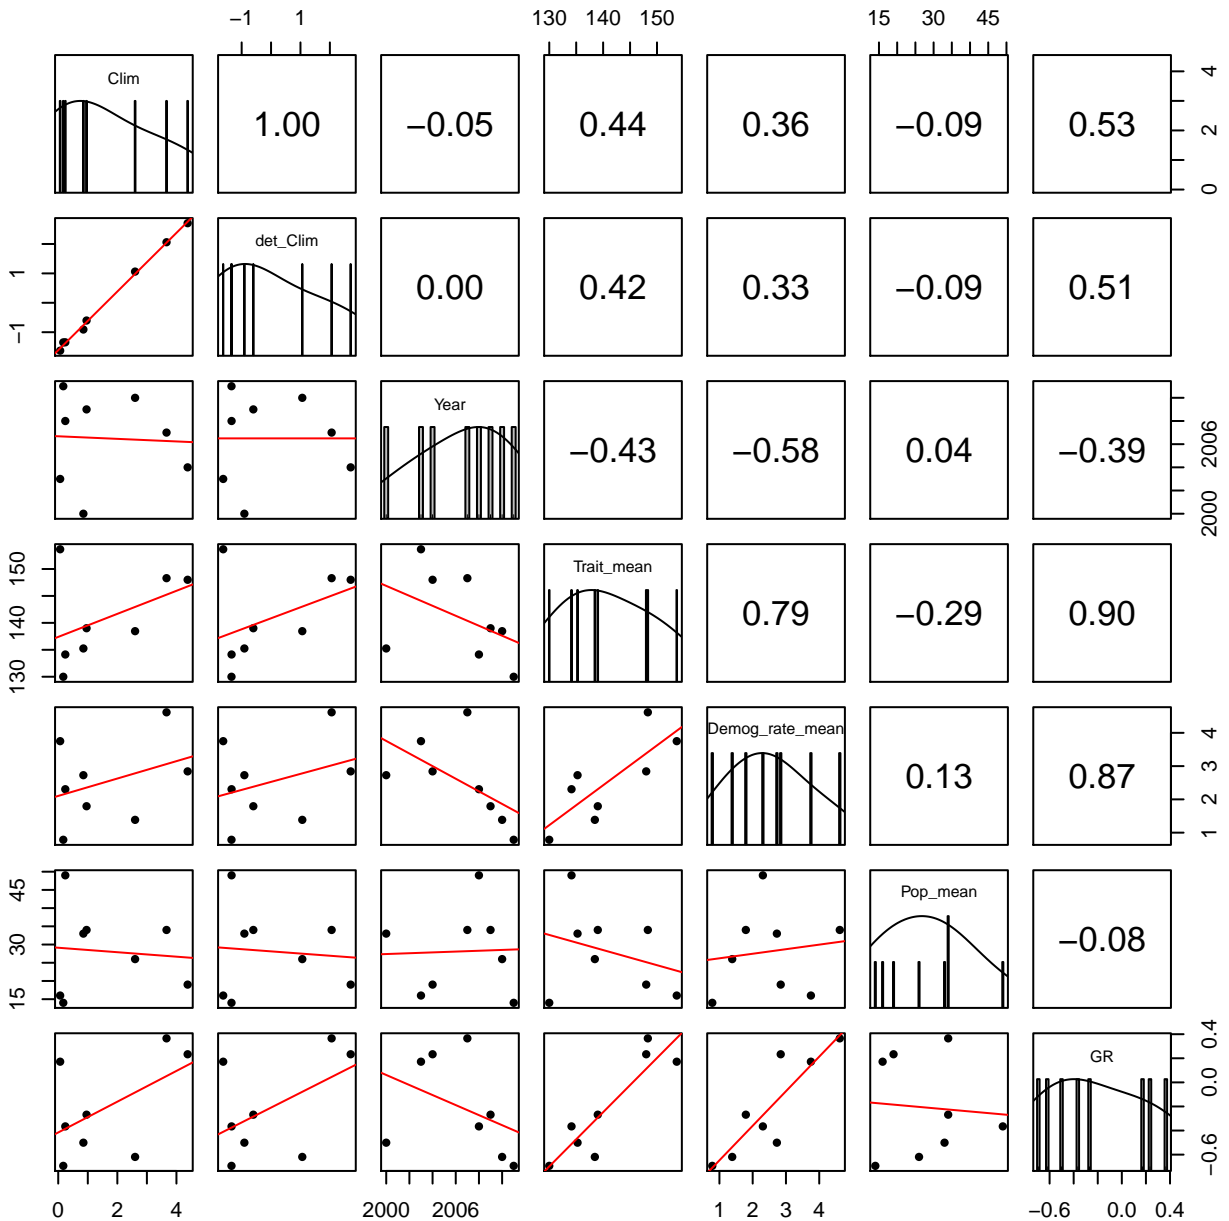 −1 1 130 140 150 15 30 45
Clim 1.00 −0.05 0.44 0.36 −0.09 0.53 0 2 4
−1 1 det_Clim 0.00 0.42 0.33 −0.09 0.51
Year −0.43 −0.58 0.04 −0.39 2000 2006
130 140 150 Trait_mean 0.79 −0.29 0.90
Demog_rate_mean 0.13 0.87 1 2 3 4
15 30 45 Pop_mean −0.08
GR −0.6 0.0 0.4
0 2 4 2000 2006 1 2 3 4 −0.6 0.0 0.4